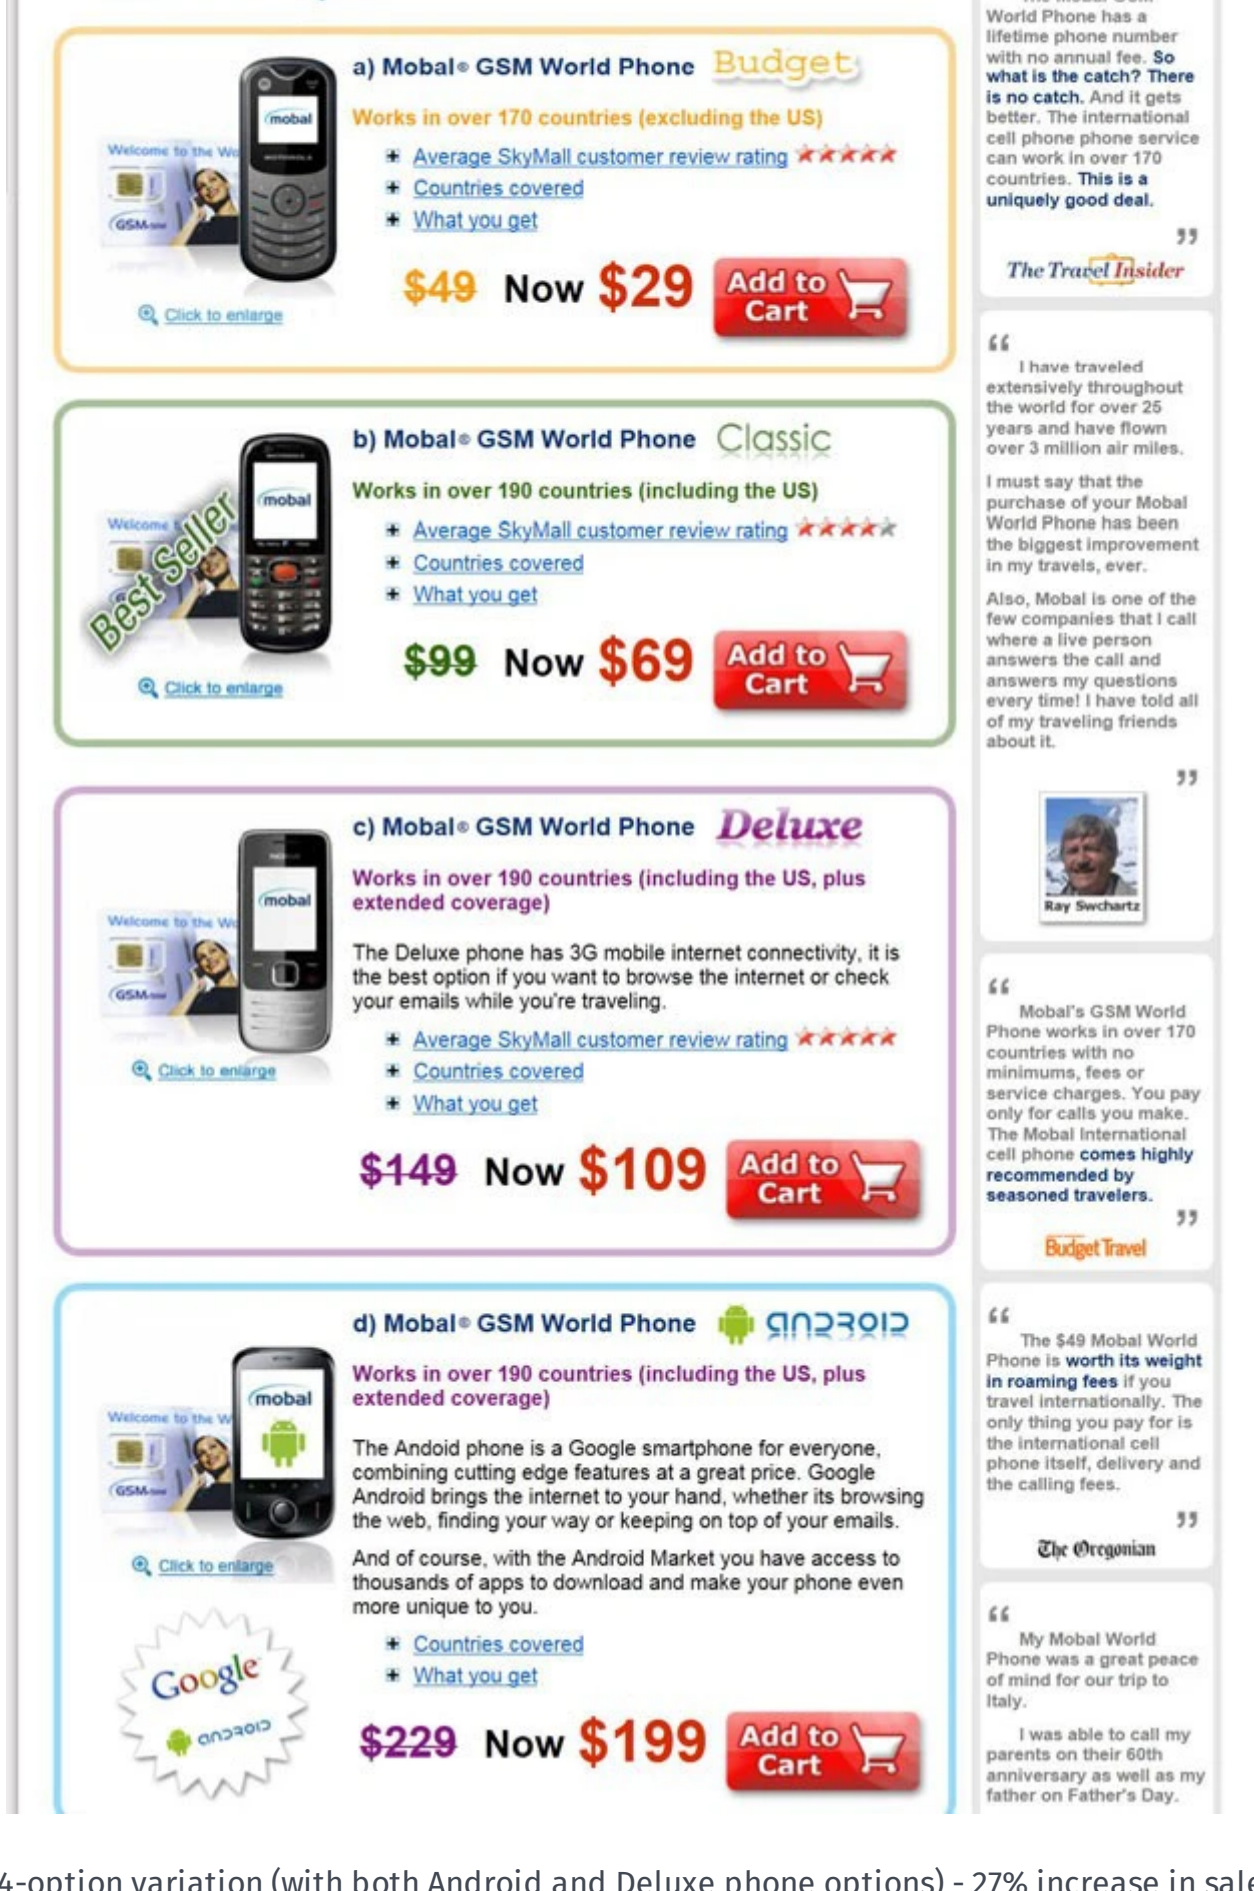 a) Mobal® GSM World Phone Budget
Works in over 170 countries (excluding the US)
Average SkyMall customer review rating
Countries covered
What you get
$49 Now $29 Add to Cart
mobal
MOTOROLA
GSM
Click to enlarge
b) Mobal® GSM World Phone Classic
Works in over 190 countries (including the US)
Average SkyMall customer review rating
Countries covered
What you get
$99 Now $69 Add to Cart
Welcome
mobal
Best Seller
Click to enlarge
c) Mobal® GSM World Phone Deluxe
Works in over 190 countries (including the US, plus
extended coverage)
The Deluxe phone has 3G mobile internet connectivity, it is
the best option if you want to browse the internet or check
your emails while you're traveling.
Average SkyMall customer review rating
Countries covered
What you get
$149 Now $109 Add to Cart
Welcome to the Wo
mobal
GSM
Click to enlarge
d) Mobal® GSM World Phone ANDROID
Works in over 190 countries (including the US, plus
extended coverage)
The Andoid phone is a Google smartphone for everyone,
combining cutting edge features at a great price. Google
Android brings the internet to your hand, whether its browsing
the web, finding your way or keeping on top of your emails.
And of course, with the Android Market you have access to
thousands of apps to download and make your phone even
more unique to you.
Countries covered
What you get
$229 Now $199 Add to Cart
Welcome to the W
mobal
GSM
Click to enlarge
Google
ANDROID
World Phone has a
lifetime phone number
with no annual fee. So
what is the catch? There
is no catch. And it gets
better. The international
cell phone phone service
can work in over 170
countries. This is a
uniquely good deal.
”
The Travel Insider
“
I have traveled
extensively throughout
the world for over 25
years and have flown
over 3 million air miles.
I must say that the
purchase of your Mobal
World Phone has been
the biggest improvement
in my travels, ever.
Also, Mobal is one of the
few companies that I call
where a live person
answers the call and
answers my questions
every time! I have told all
of my traveling friends
about it.
”
Ray Swchartz
“
Mobal's GSM World
Phone works in over 170
countries with no
minimums, fees or
service charges. You pay
only for calls you make.
The Mobal International
cell phone comes highly
recommended by
seasoned travelers.
”
Budget Travel
“
The $49 Mobal World
Phone is worth its weight
in roaming fees if you
travel internationally. The
only thing you pay for is
the international cell
phone itself, delivery and
the calling fees.
”
The Oregonian
“
My Mobal World
Phone was a great peace
of mind for our trip to
Italy.
I was able to call my
parents on their 60th
anniversary as well as my
father on Father's Day.
4-option variation (with both Android and Deluxe phone options) - 27% increase in sale